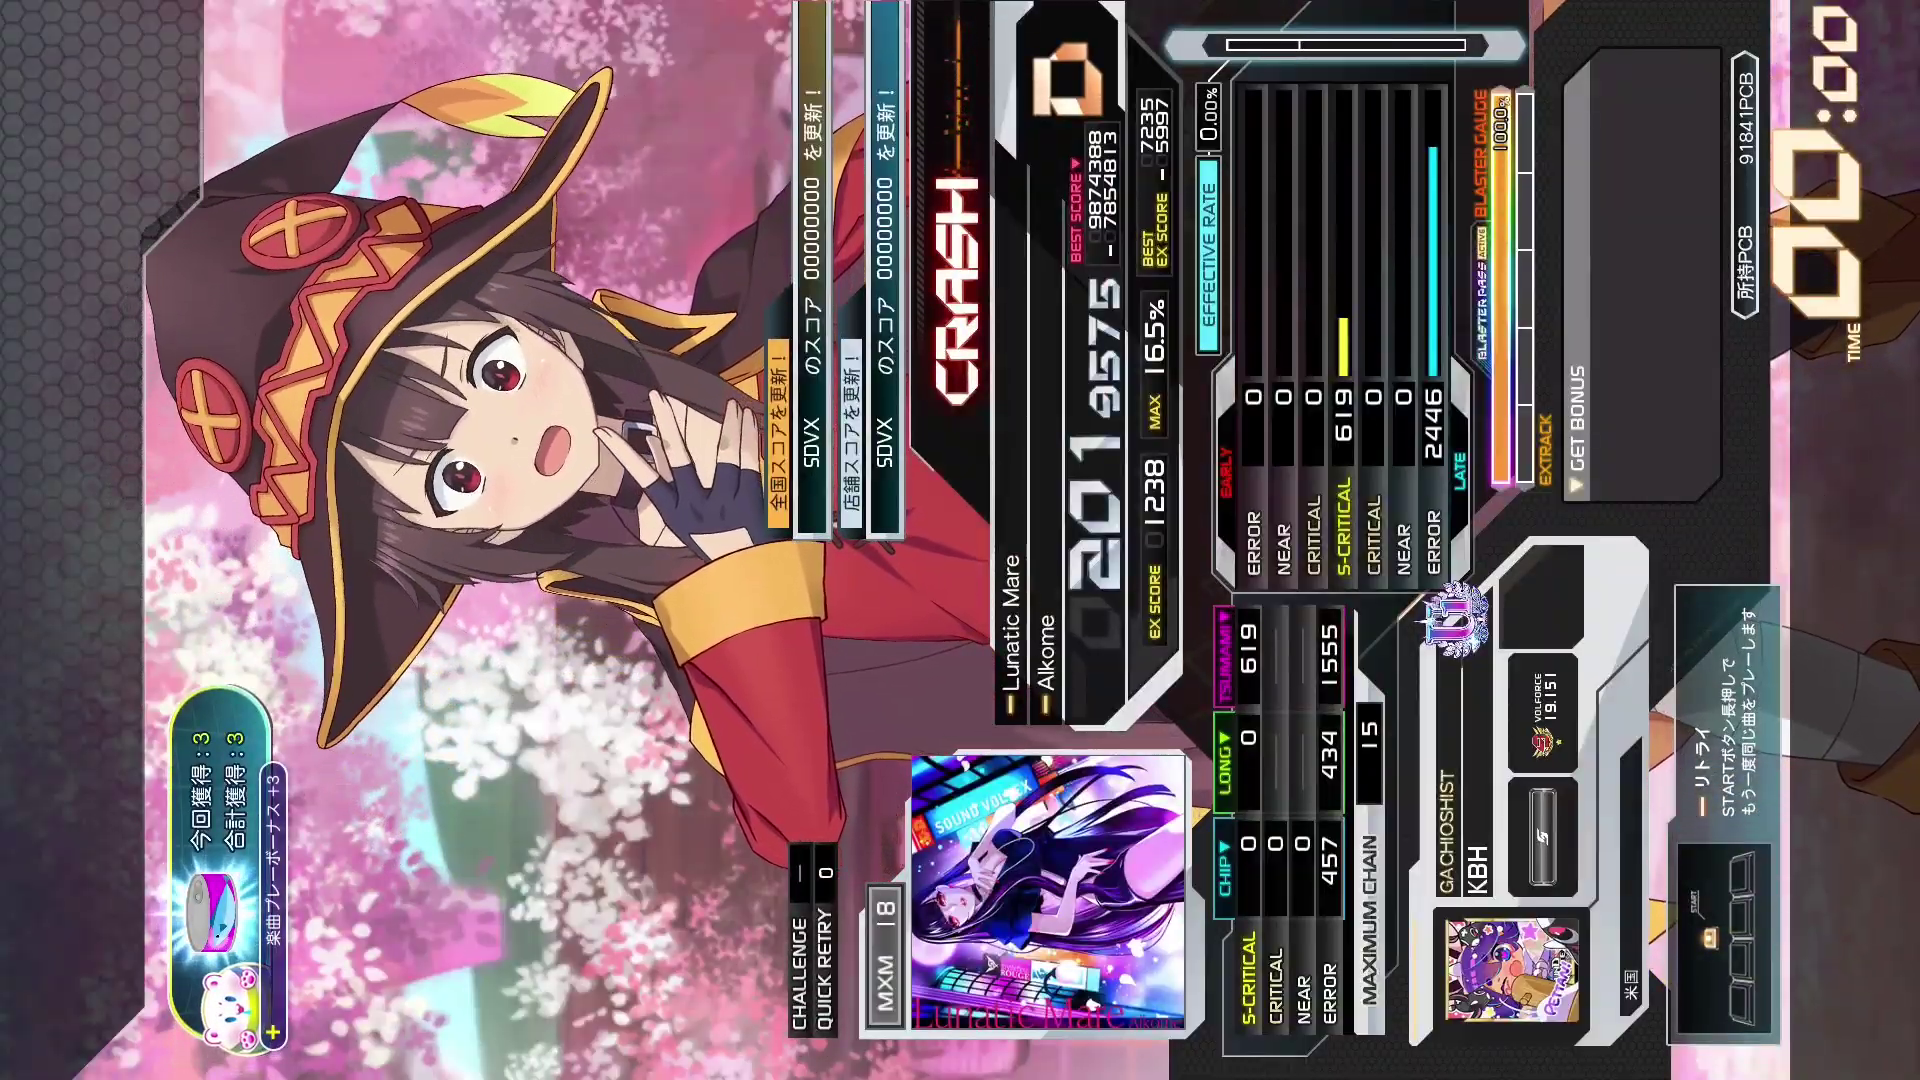 今回獲得:3
合計獲得:3
楽曲プレーボーナス +3
全国スコアを更新！
SDVX のスコア 00000000 を更新！
店舗スコアを更新！
SDVX のスコア 00000000 を更新！
CHALLENGE —
QUICK RETRY 0
CRASH
MXM 18
SOUND VOLTEX
Lunatic Mare
Alkome
Lunatic Mare
Alkome
D
BEST SCORE
09874388
-07854813
02019575
EX SCORE 01238
MAX 16.5%
BEST EX SCORE
07235
-05997
EFFECTIVE RATE 0.00%
CHIP LONG TSUMAMI
S-CRITICAL 0 0 619
CRITICAL 0
NEAR 0
ERROR 457 434 1555
MAXIMUM CHAIN 15
EARLY
ERROR 0
NEAR 0
CRITICAL 0
S-CRITICAL 619
CRITICAL 0
NEAR 0
ERROR 2446
LATE
BLASTER PASS ACTIVE BLASTER GAUGE
100.0%
EXTRACK
GACHIOSHIST
KBH
VOLFORCE
19.151
米国
GET BONUS
リトライ
STARTボタン長押しで
もう一度同じ曲をプレーします
START
所持PCB 91841PCB
TIME 00:00